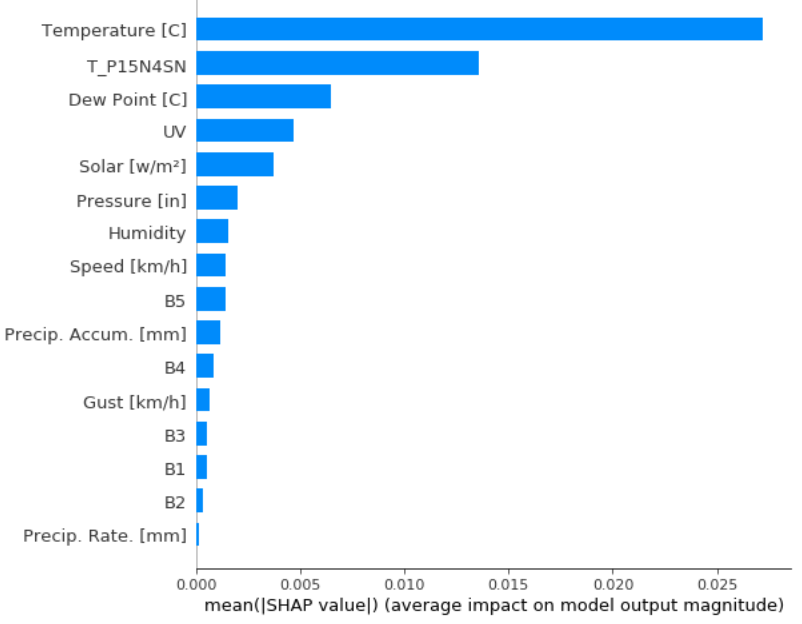 Temperature [C]
T_P15N4SN
Dew Point [C]
UV
Solar [w/m²]
Pressure [in]
Humidity
Speed [km/h]
B5
Precip. Accum. [mm]
B4
Gust [km/h]
B3
B1
B2
Precip. Rate. [mm]
0.000 0.005 0.010 0.015 0.020 0.025
mean(|SHAP value|) (average impact on model output magnitude)